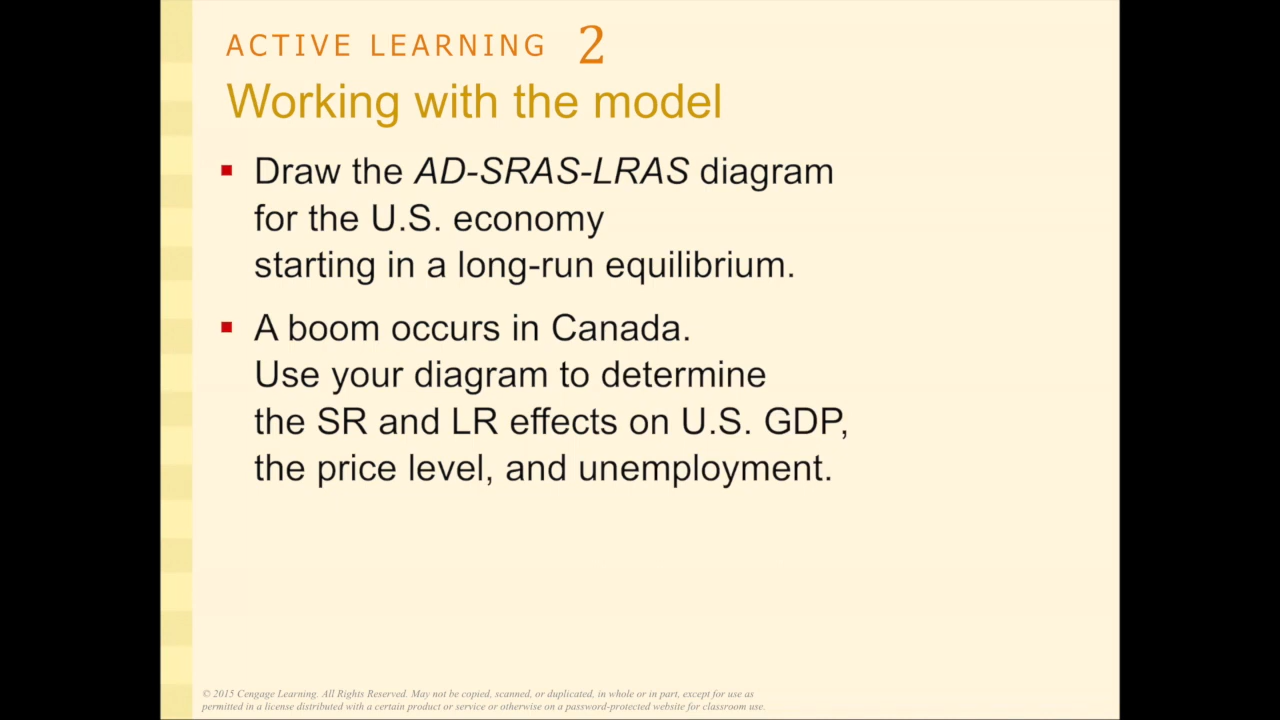 ACTIVE LEARNING 2
Working with the model
▪ Draw the AD-SRAS-LRAS diagram
for the U.S. economy
starting in a long-run equilibrium.
▪ A boom occurs in Canada.
Use your diagram to determine
the SR and LR effects on U.S. GDP,
the price level, and unemployment.
© 2015 Cengage Learning. All Rights Reserved. May not be copied, scanned, or duplicated, in whole or in part, except for use as
permitted in a license distributed with a certain product or service or otherwise on a password-protected website for classroom use.